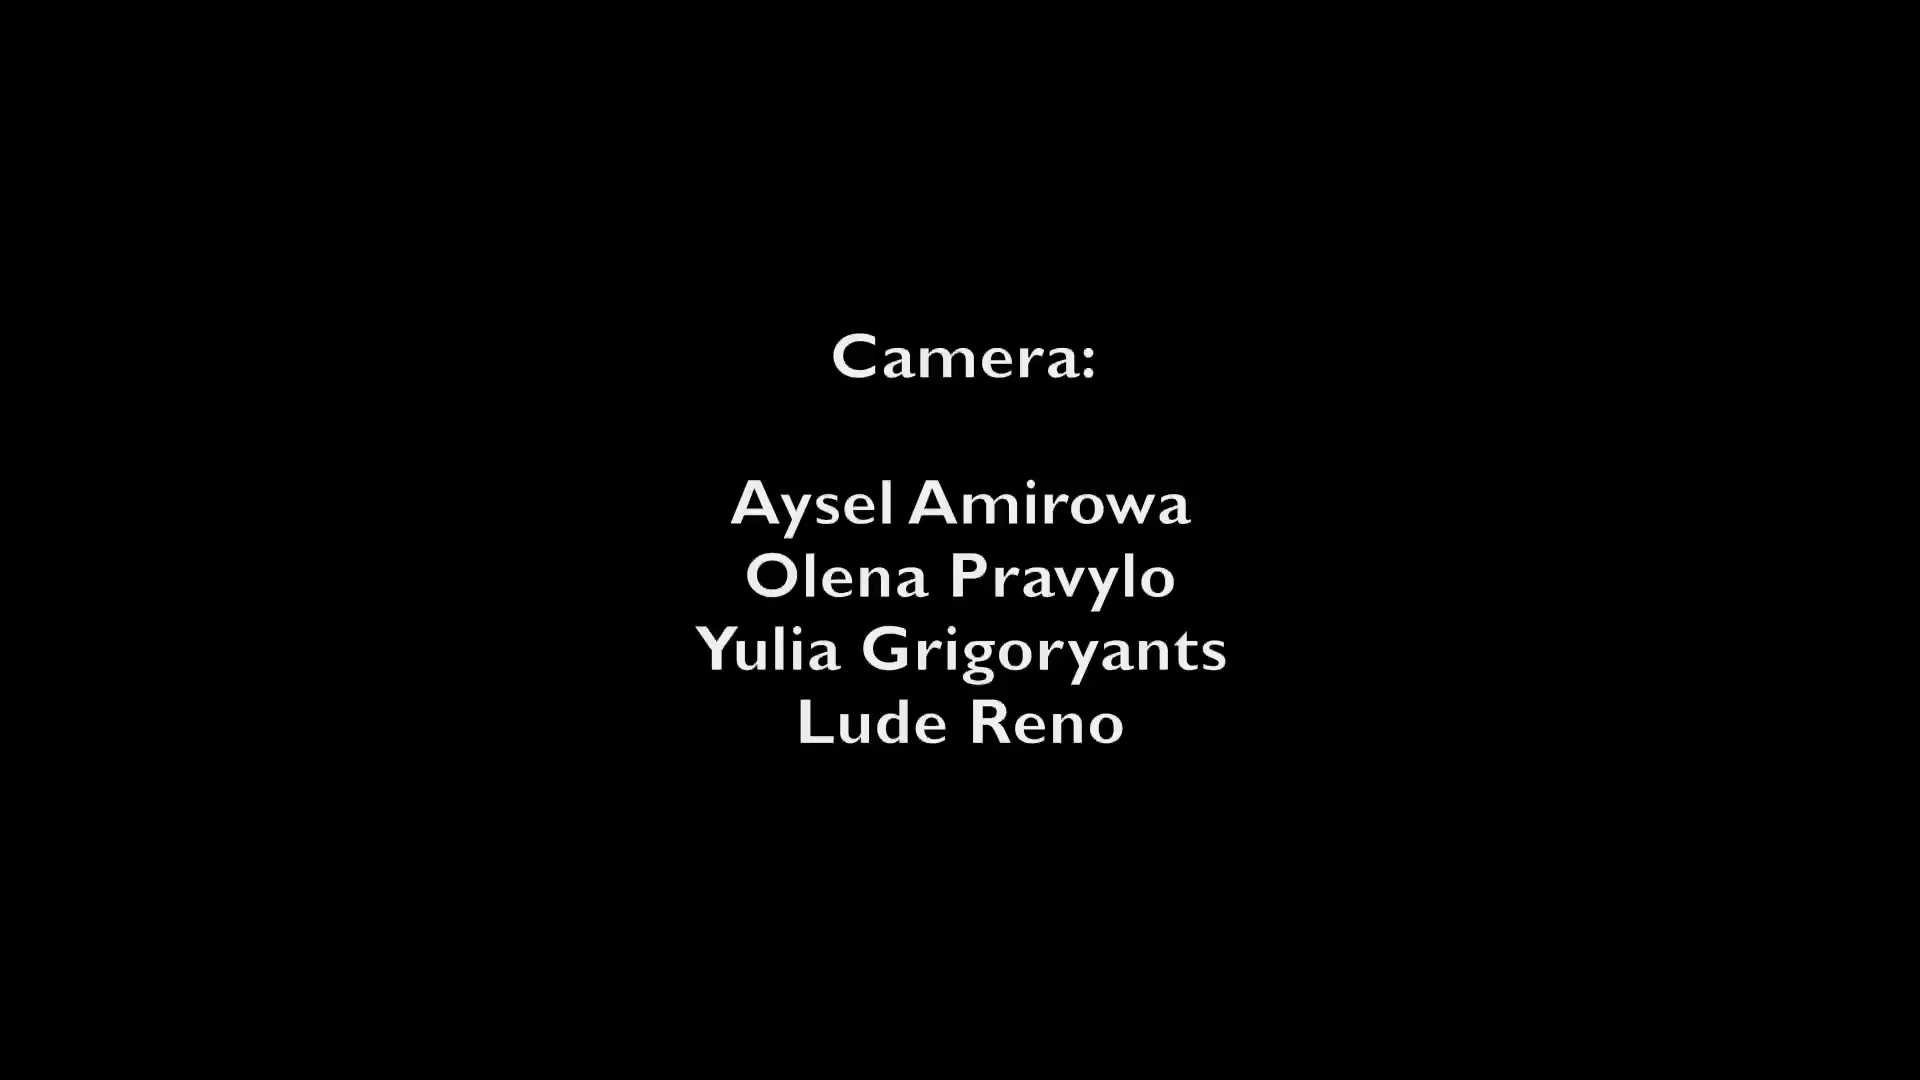 Camera:
Aysel Amirowa
Olena Pravylo
Yulia Grigoryants
Lude Reno